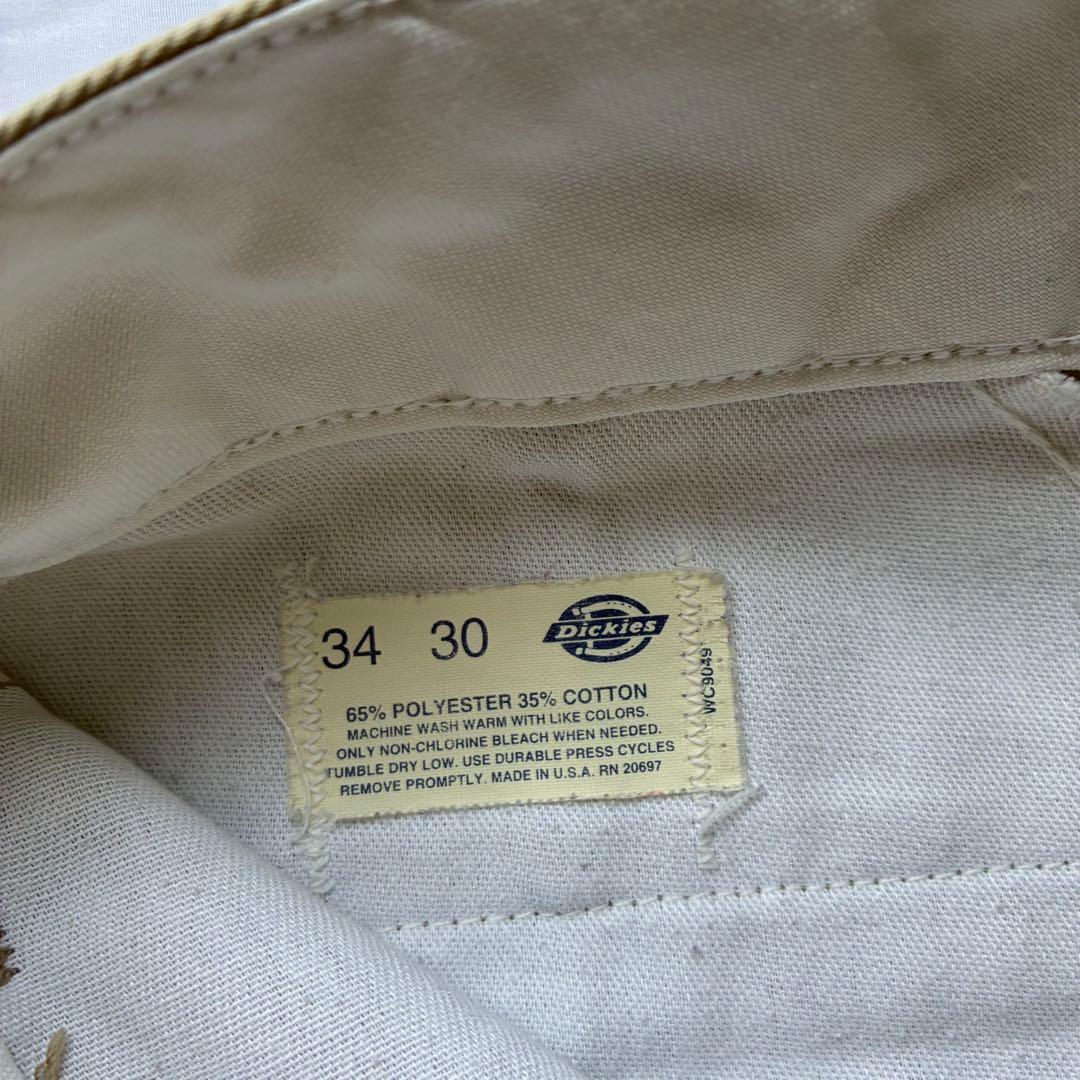 34 30 Dickies
65% POLYESTER 35% COTTON
MACHINE WASH WARM WITH LIKE COLORS.
ONLY NON-CHLORINE BLEACH WHEN NEEDED.
TUMBLE DRY LOW. USE DURABLE PRESS CYCLES
REMOVE PROMPTLY. MADE IN U.S.A. RN 20697
WC9049